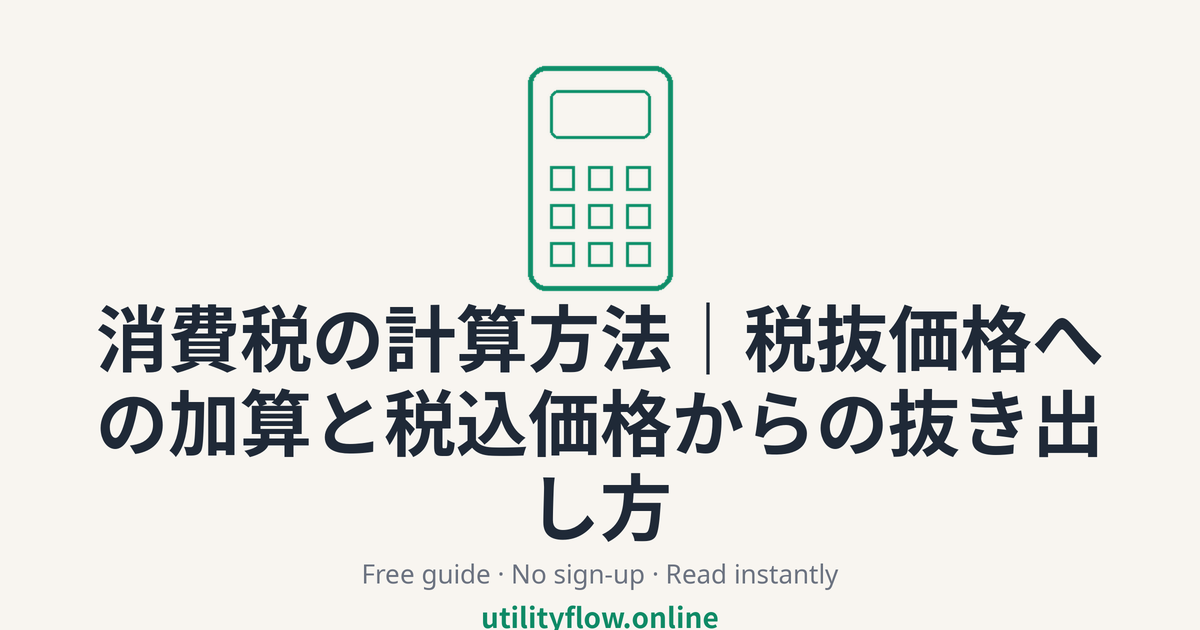 消費税の計算方法｜税抜価格へ
の加算と税込価格からの抜き出
し方
Free guide · No sign-up · Read instantly
utilityflow.online